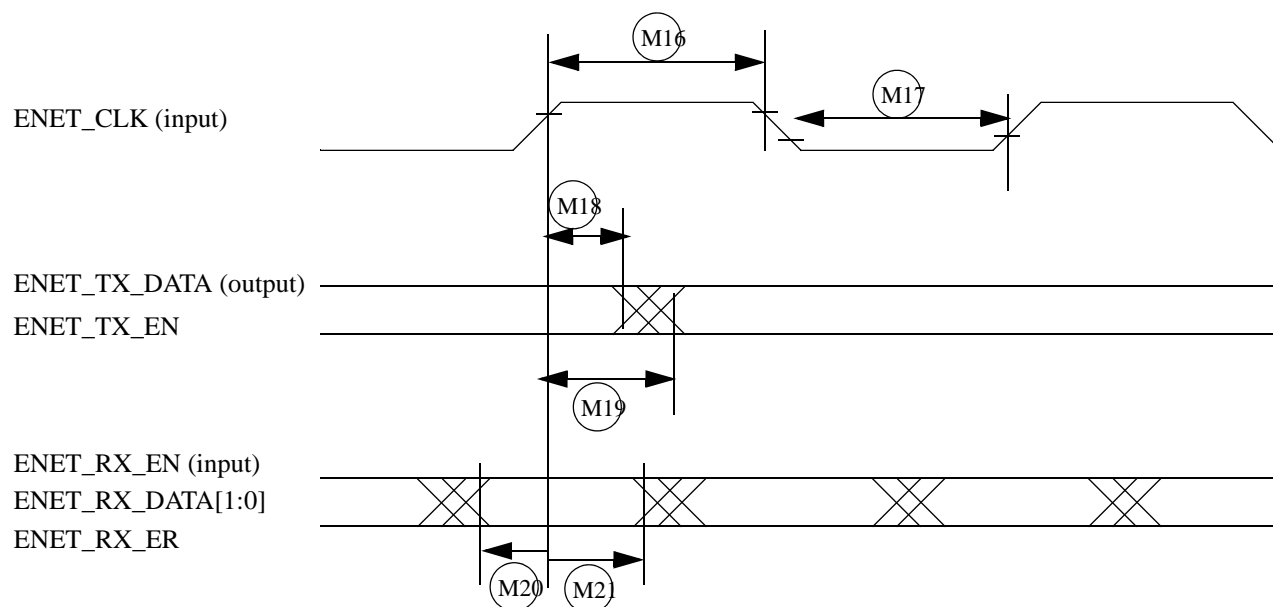 M16
ENET_CLK (input)
M17
M18
ENET_TX_DATA (output)
ENET_TX_EN
M19
ENET_RX_EN (input)
ENET_RX_DATA[1:0]
ENET_RX_ER
M20
M21